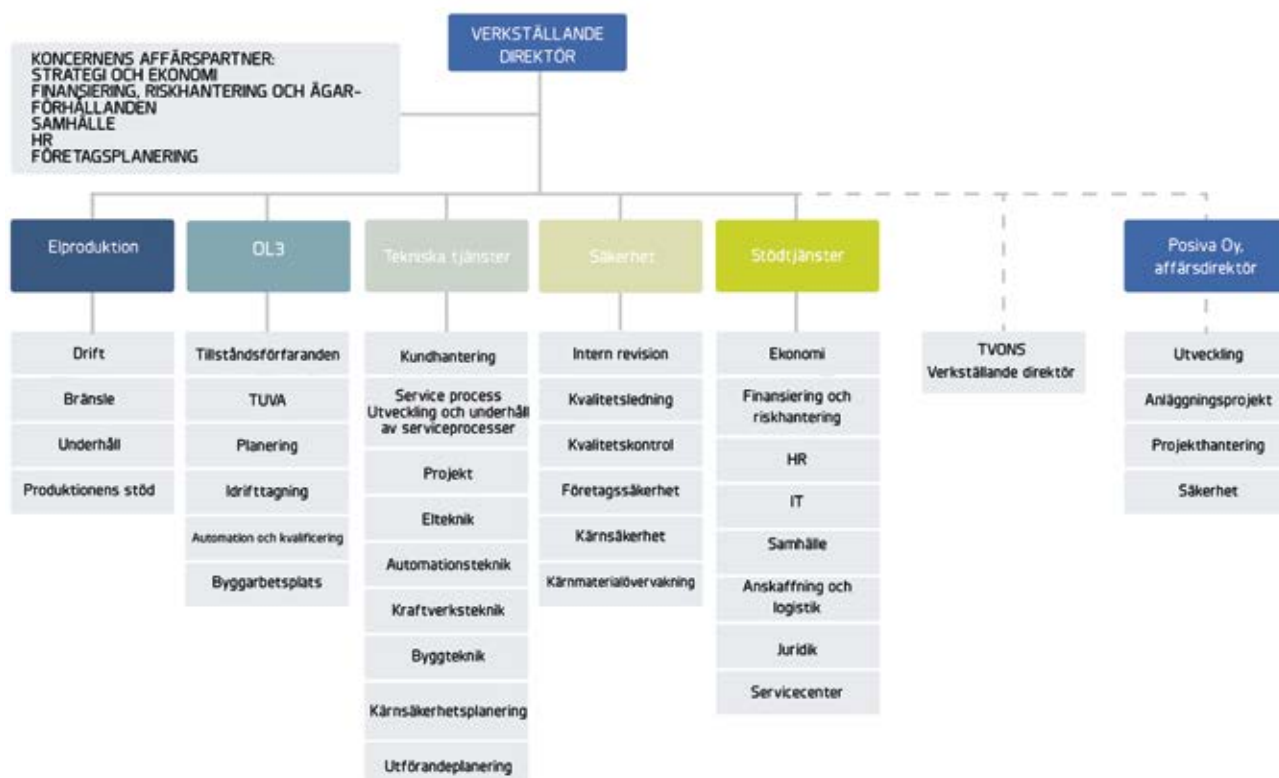 VERKSTÄLLANDE
DIREKTÖR
KONCERNENS AFFÄRSPARTNER:
STRATEGI OCH EKONOMI
FINANSIERING, RISKHANTERING OCH ÄGAR-
FÖRHÅLLANDEN
SAMHÄLLE
HR
FÖRETAGSPLANERING
Elproduktion
Drift
Bränsle
Underhåll
Produktionens stöd
OL3
Tillståndsförfaranden
TUVA
Planering
Idrifttagning
Automation och kvalificering
Byggarbetsplats
Tekniska tjänster
Kundhantering
Service process
Utveckling och underhåll
av serviceprocesser
Projekt
Elteknik
Automationsteknik
Kraftverksteknik
Byggteknik
Kärnsäkerhetsplanering
Utförandeplanering
Säkerhet
Intern revision
Kvalitetsledning
Kvalitetskontrol
Företagssäkerhet
Kärnsäkerhet
Kärnmaterialövervakning
Stödtjänster
Ekonomi
Finansiering och
riskhantering
HR
IT
Samhälle
Anskaffning och
logistik
Juridik
Servicecenter
TVONS
Verkställande direktör
Posiva Oy,
affärsdirektör
Utveckling
Anläggningsprojekt
Projekthantering
Säkerhet